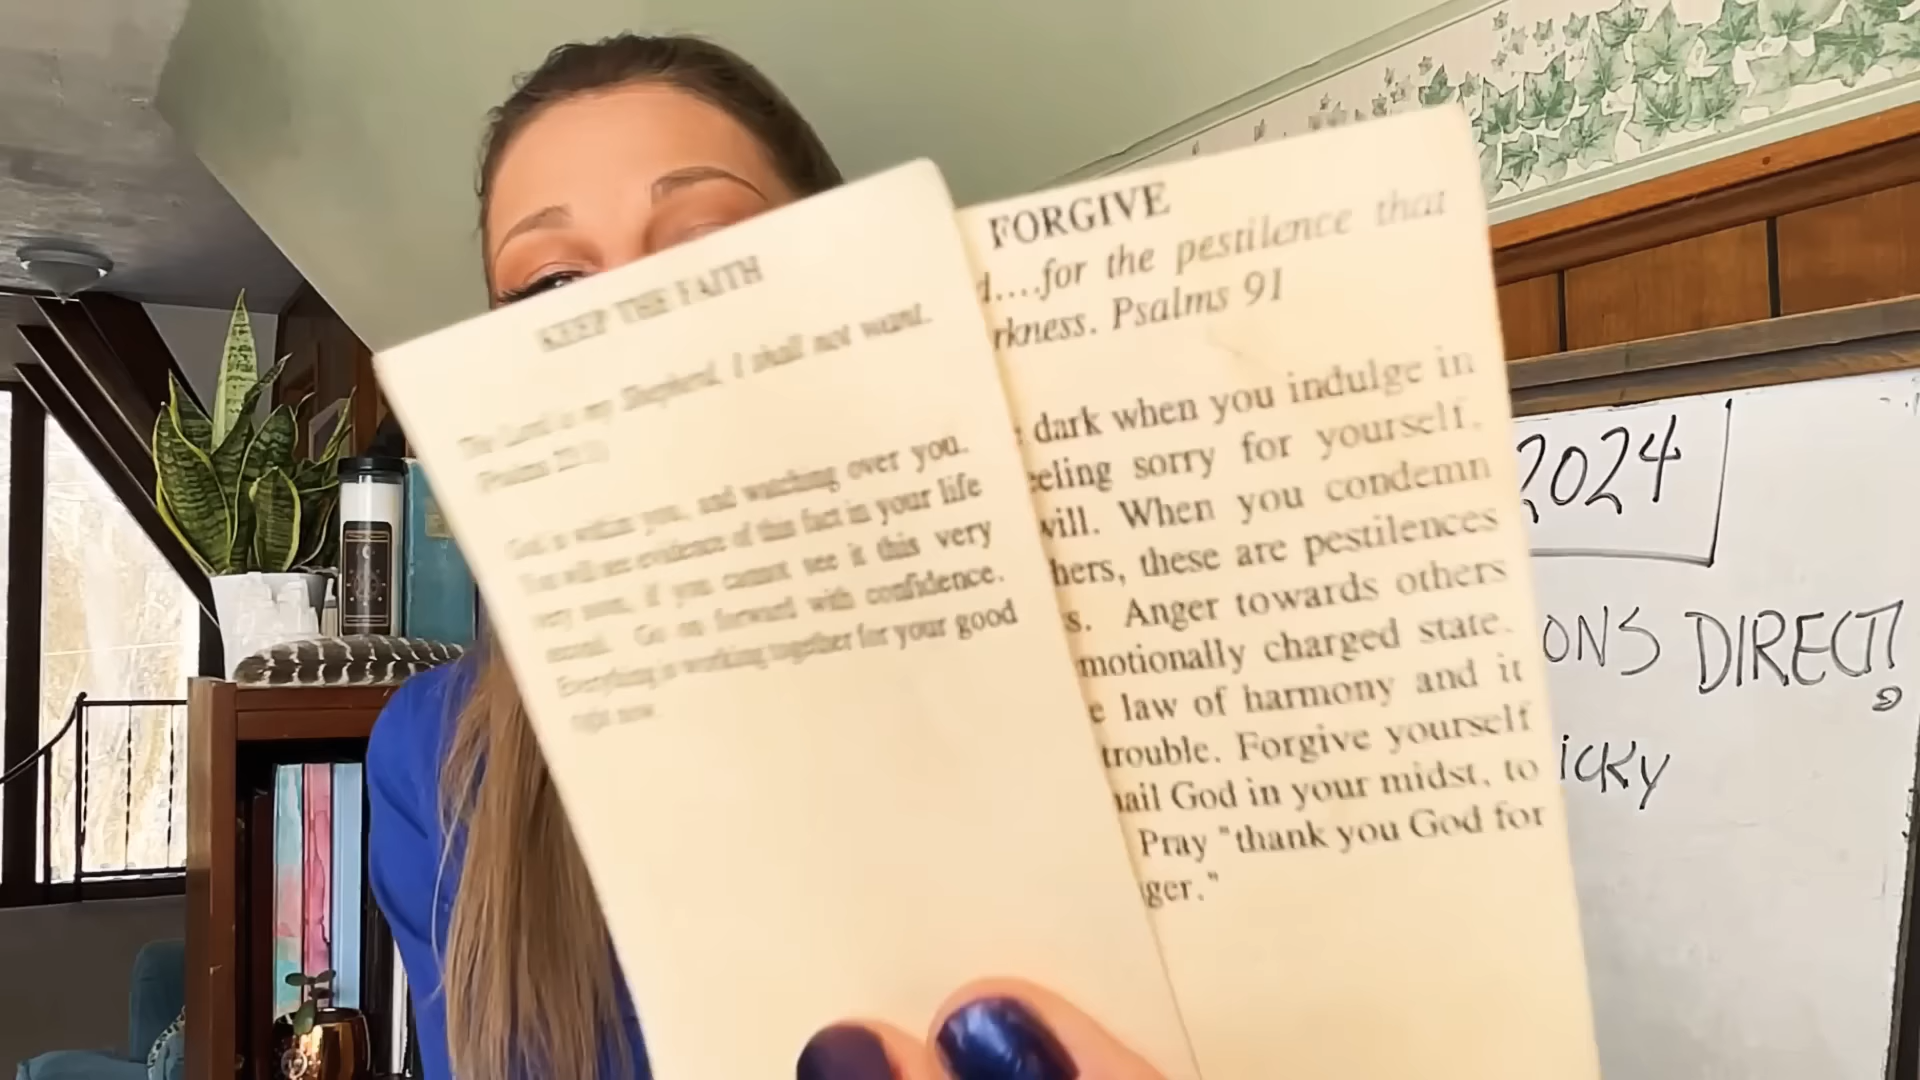 KEEP THE FAITH
The Lord is my Shepherd. I shall not want.
(Psalms 23:1)
God is within you, and watching over you.
You will see evidence of this fact in your life
very soon, if you cannot see it this very
Go on forward with confidence.
Everything is working together for your good
right now.
FORGIVE
d....for the pestilence that
rkness. Psalms 91
dark when you indulge in
eling sorry for yourself.
will. When you condemn
hers, these are pestilences
s. Anger towards others
motionally charged state.
e law of harmony and it
trouble. Forgive yourself
ail God in your midst, to
Pray "thank you God for
ger."
2024
ONS DIRECT!
icky